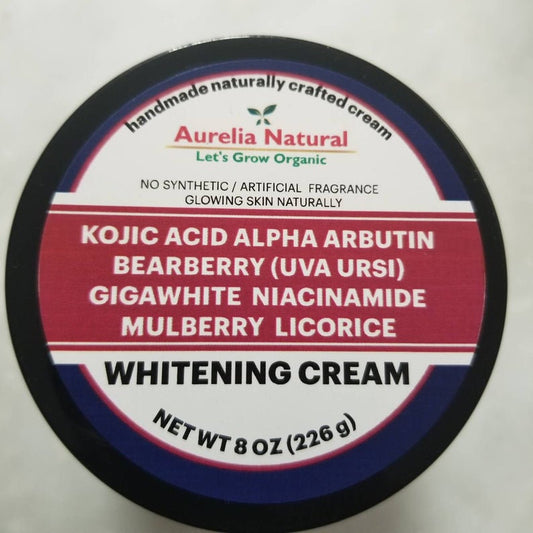 handmade naturally crafted cream
Aurelia Natural
Let's Grow Organic
NO SYNTHETIC / ARTIFICIAL FRAGRANCE
GLOWING SKIN NATURALLY
KOJIC ACID ALPHA ARBUTIN
BEARBERRY (UVA URSI)
GIGAWHITE NIACINAMIDE
MULBERRY LICORICE
WHITENING CREAM
NET WT 8 OZ (226 g)